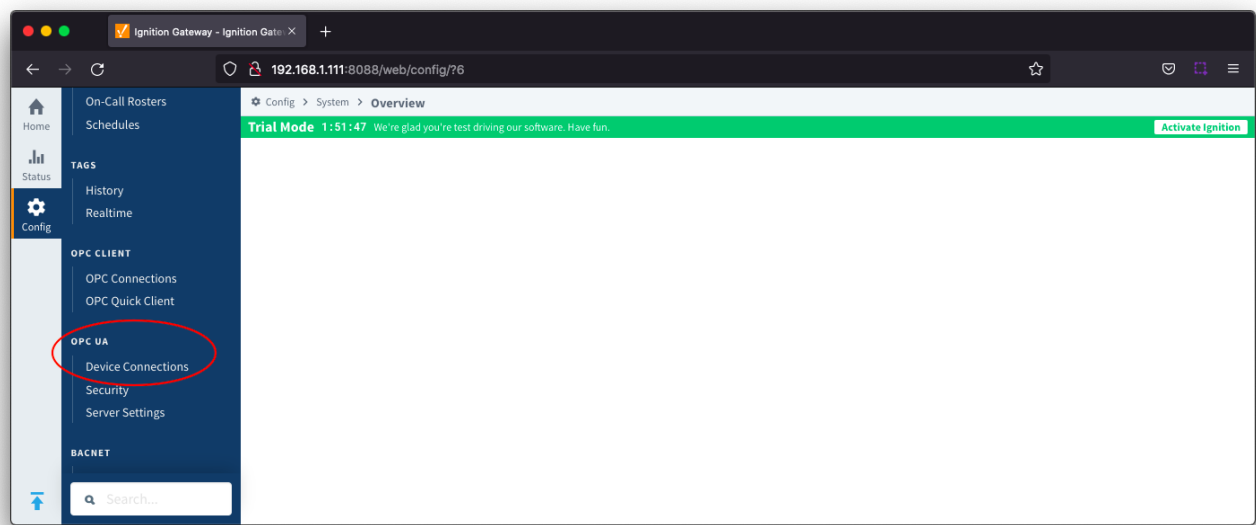 Ignition Gateway - Ignition Gate
192.168.1.111:8088/web/config/?6
Home
Status
Config
On-Call Rosters
Schedules
TAGS
History
Realtime
OPC CLIENT
OPC Connections
OPC Quick Client
OPC UA
Device Connections
Security
Server Settings
BACNET
Search...
Config > System > Overview
Trial Mode 1:51:47 We're glad you're test driving our software. Have fun.
Activate Ignition